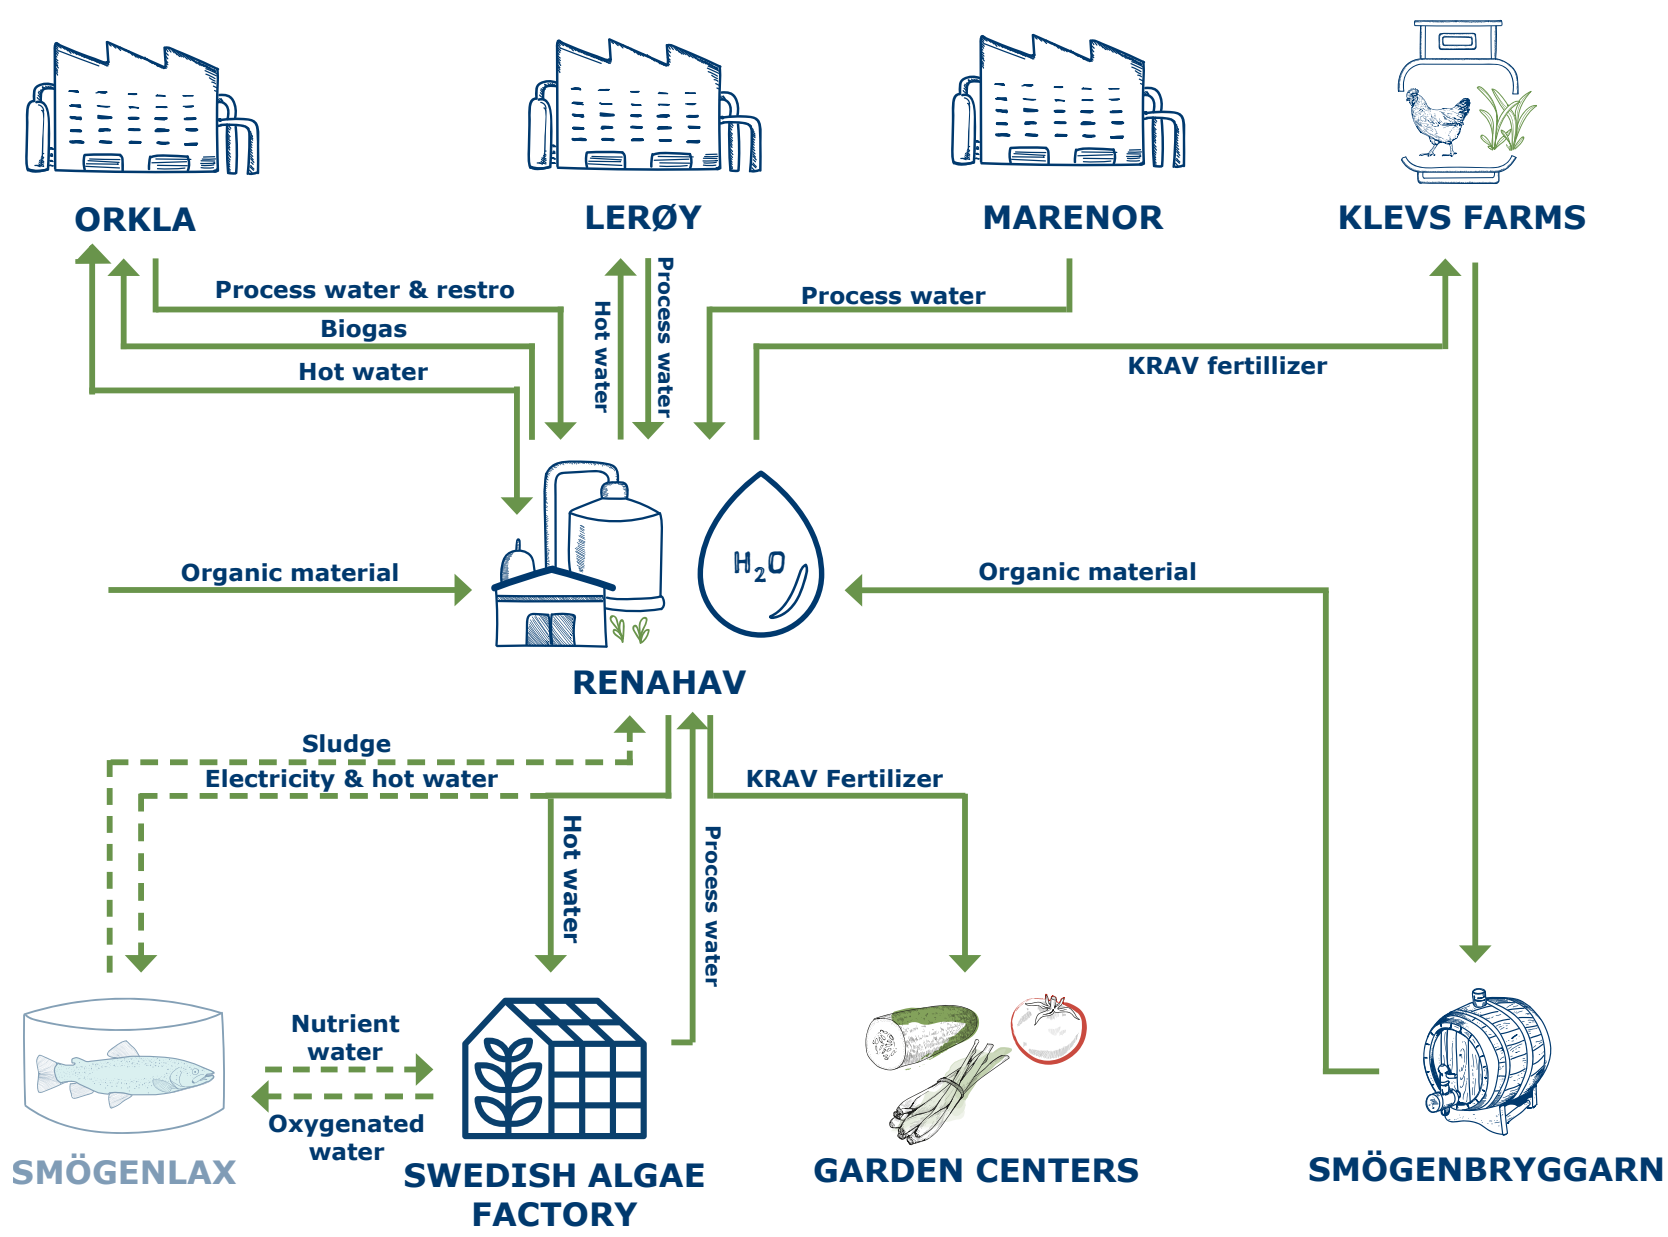 ORKLA
LERØY
MARENOR
KLEVS FARMS
Process water & restro
Biogas
Hot water
Hot water
Process water
Process water
KRAV fertillizer
Organic material
H2O
Organic material
RENAHAV
Sludge
Electricity & hot water
KRAV Fertilizer
Hot water
Process water
Nutrient
water
Oxygenated
water
SMÖGENLAX
SWEDISH ALGAE
FACTORY
GARDEN CENTERS
SMÖGENBRYGGARN